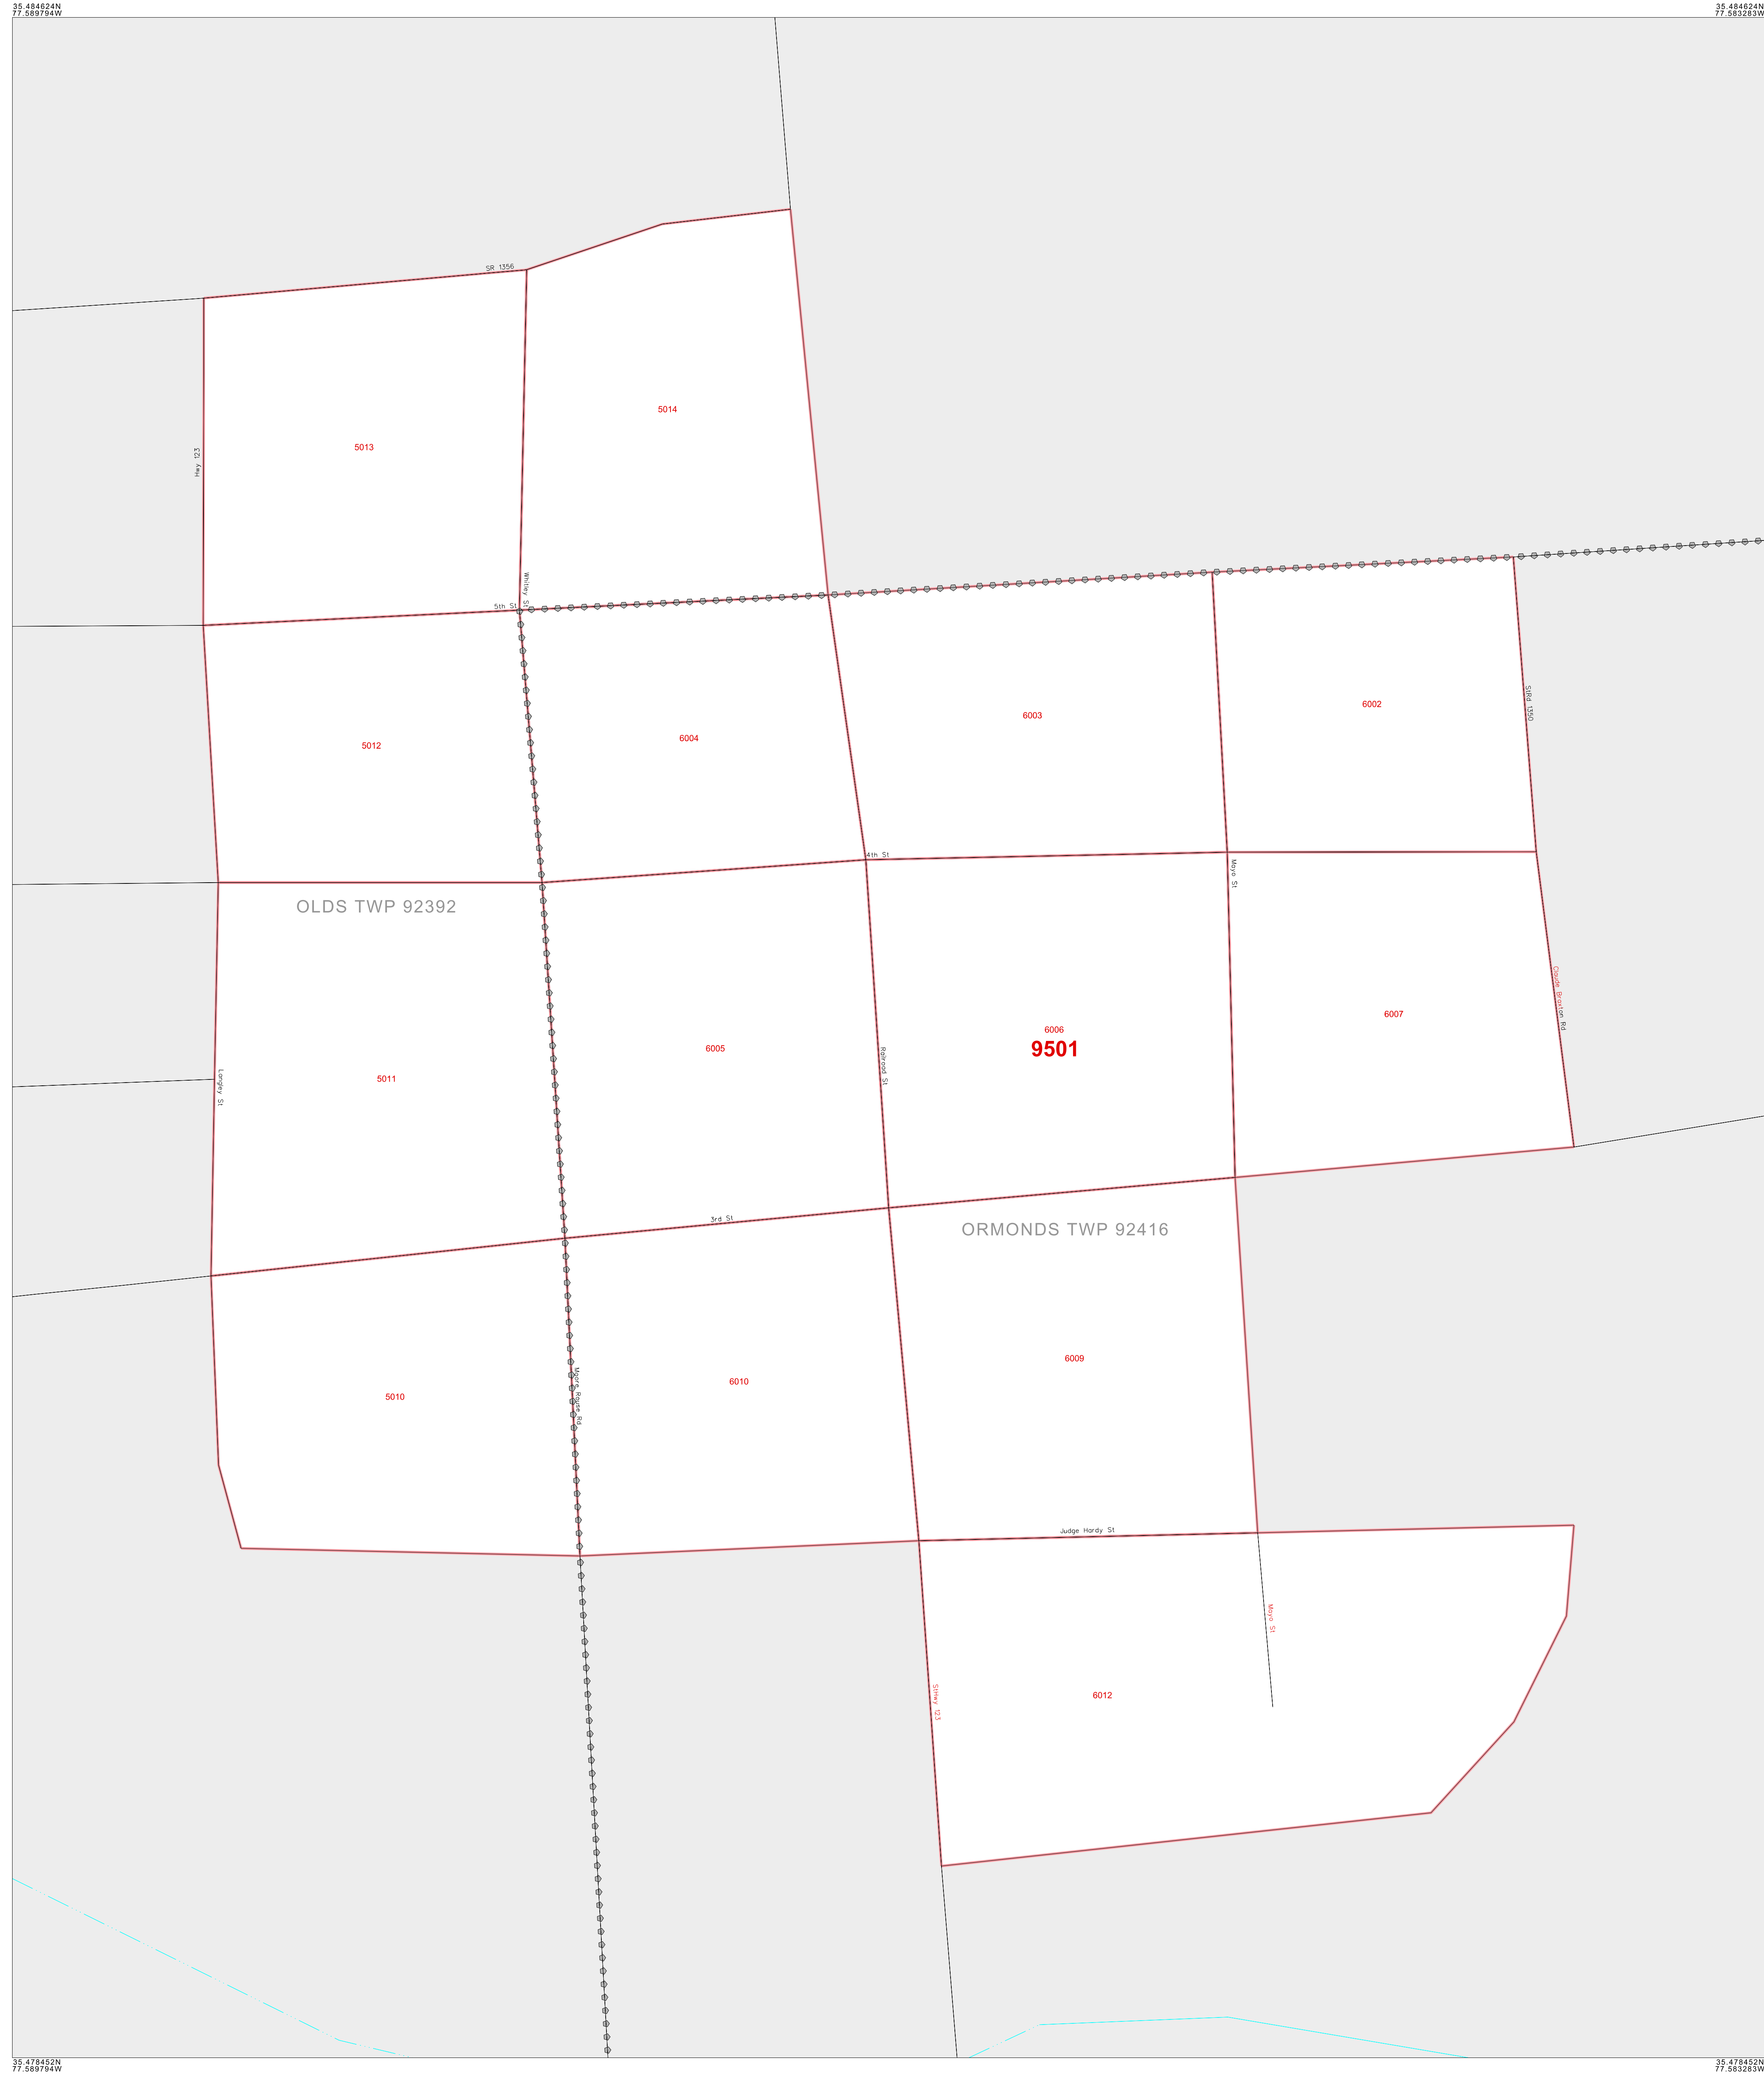 35.484624N
77.589794W
35.484624N
77.583283W
SR 1356
5014
5013
Hwy 123
Whirley St
5th St
StRd 1350
6002
6003
6004
5012
4th St
Mayo St
OLDS TWP 92392
Claude Braxton Rd
6007
6006
9501
6005
Railroad St
5011
Langley St
3rd St
ORMONDS TWP 92416
6009
6010
5010
Moore Rouse Rd
Judge Hardy St
Mayo St
6012
StHwy 123
35.478452N
77.589794W
35.478452N
77.583283W